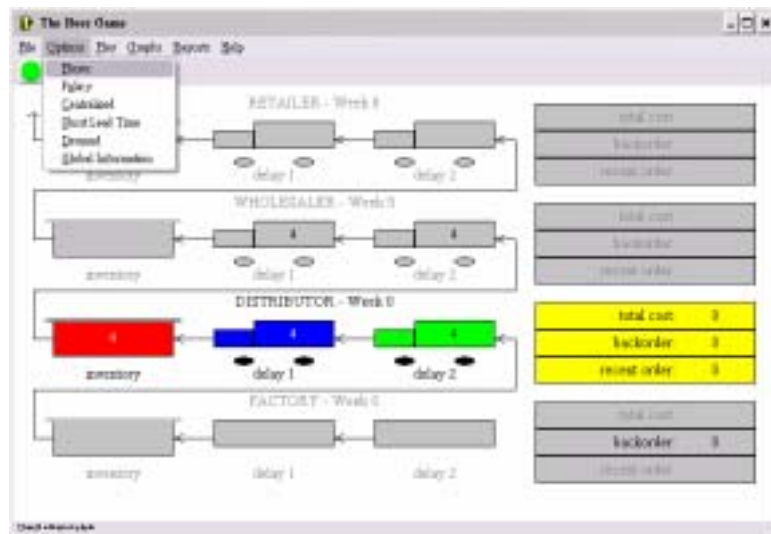 The Beer Game
File Options Play Graphs Reports Help
Player
Policy
Centralized
Short Lead Time
Demand
Global Information
RETAILER - Week 0
inventory delay 1 delay 2
total cost
backorder
recent order
WHOLESALER - Week 0
4 4
inventory delay 1 delay 2
total cost
backorder
recent order
DISTRIBUTOR - Week 0
4 4 4
inventory delay 1 delay 2
total cost 0
backorder 0
recent order 0
FACTORY - Week 0
inventory delay 1 delay 2
total cost
backorder 0
recent order